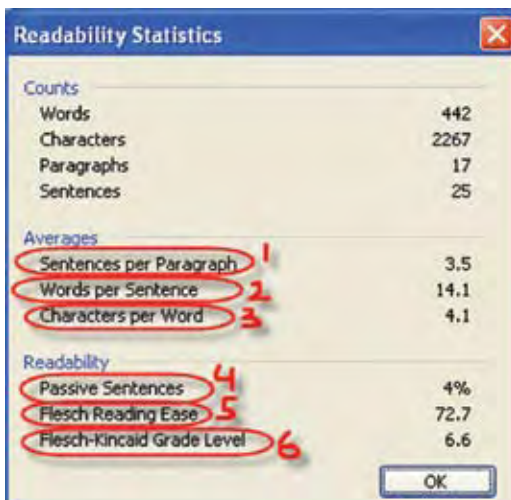 Readability Statistics
Counts
Words 442
Characters 2267
Paragraphs 17
Sentences 25
Averages
Sentences per Paragraph 1 3.5
Words per Sentence 2 14.1
Characters per Word 3 4.1
Readability
Passive Sentences 4 4%
Flesch Reading Ease 5 72.7
Flesch-Kincaid Grade Level 6 6.6
OK